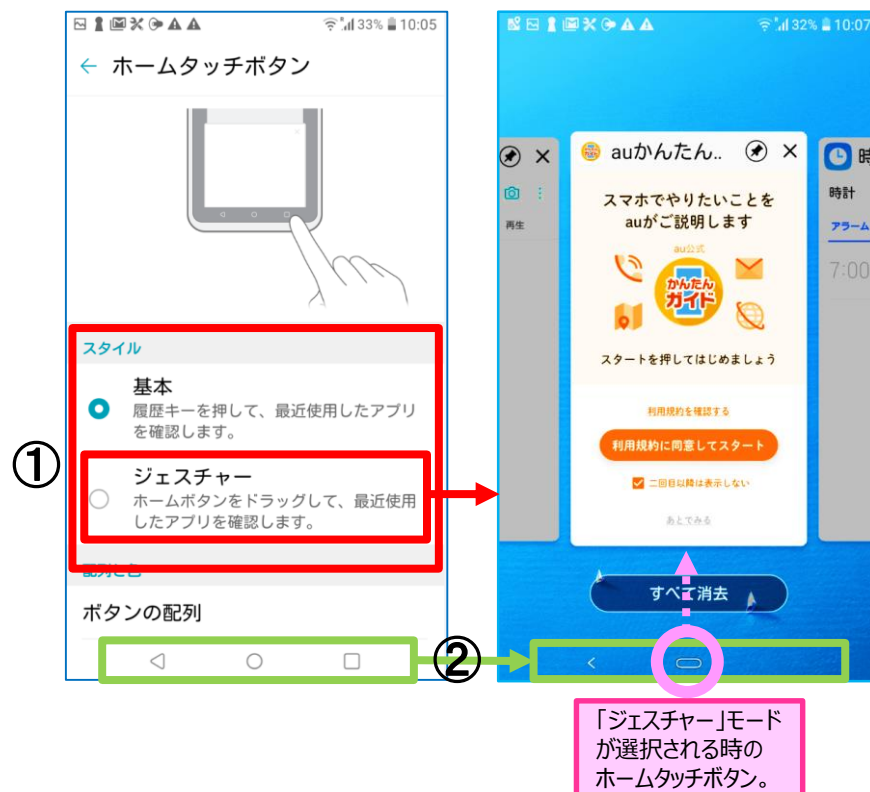 33% 10:05
← ホームタッチボタン
スタイル
基本
履歴キーを押して、最近使用したアプリ
を確認します。
①
ジェスチャー
ホームボタンをドラッグして、最近使用
したアプリを確認します。
配列と色
ボタンの配列
②
32% 10:07
再生
auかんたん..
スマホでやりたいことを
auがご説明します
au公式
かんたん
ガイド
スタートを押してはじめましょう
利用規約を確認する
利用規約に同意してスタート
二回目以降は表示しない
あとでみる
時
時計
アラーム
7:00
すべて消去
「ジェスチャー」モード
が選択される時の
ホームタッチボタン。